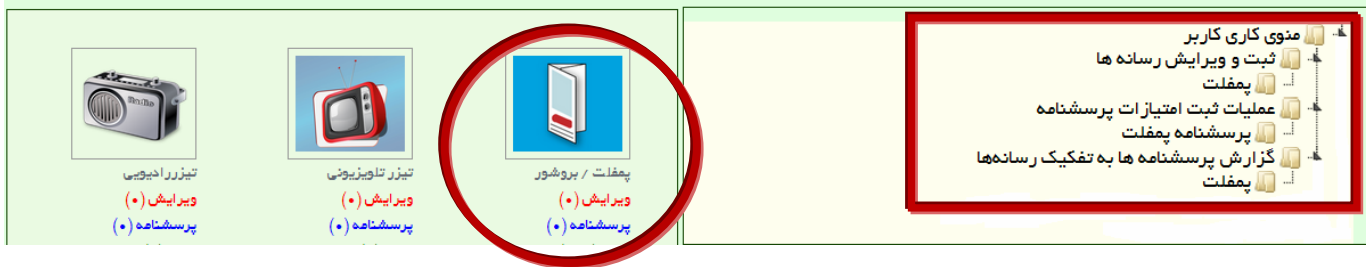 منوی کاری کاربر
ثبت و ویرایش رسانه ها
پمفلت
عملیات ثبت امتیازات پرسشنامه
پرسشنامه پمفلت
گزارش پرسشنامه ها به تفکیک رسانه‌ها
پمفلت
Radio
پمفلت / بروشور
تیزر تلویزیونی
تیزررادیویی
ویرایش (۰)
ویرایش (۰)
ویرایش (۰)
پرسشنامه (۰)
پرسشنامه (۰)
پرسشنامه (۰)